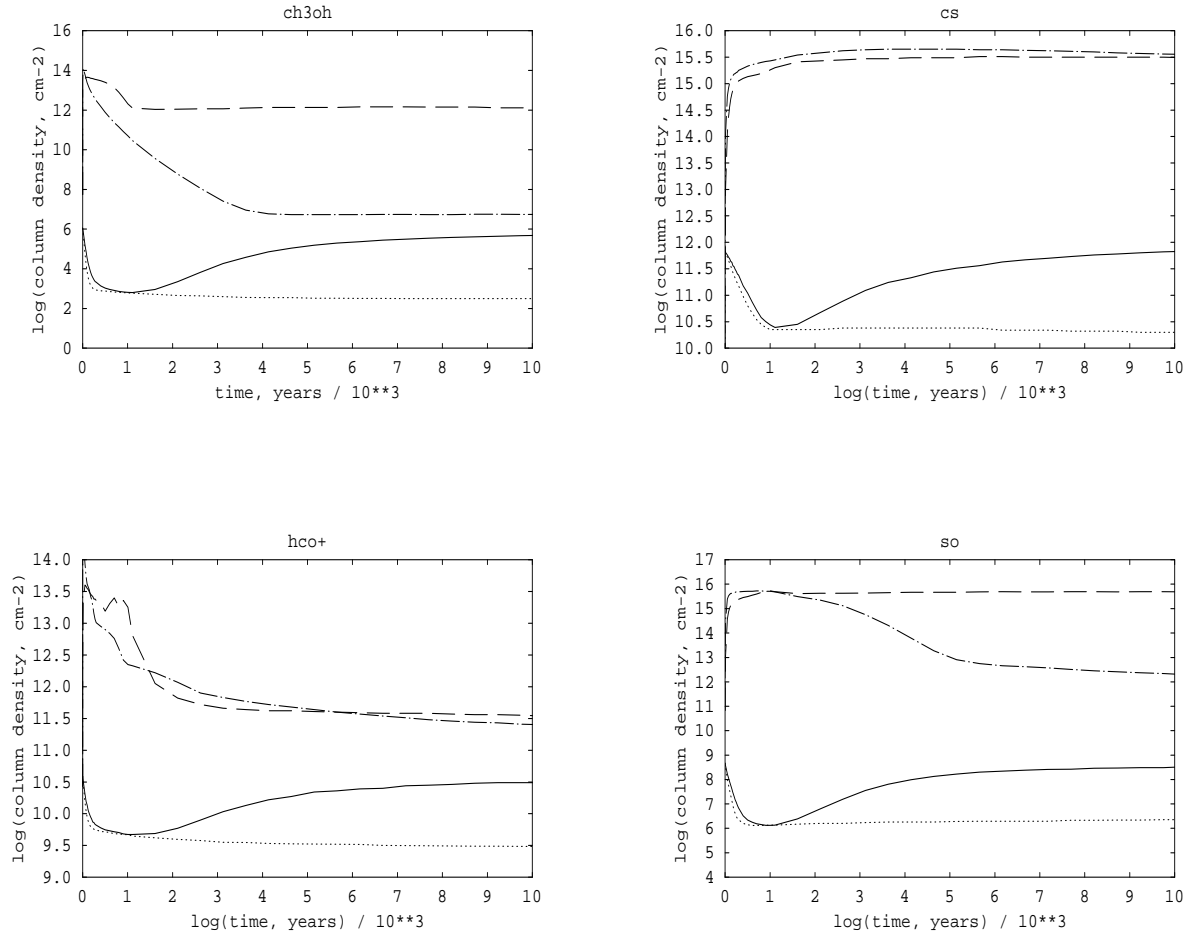 ch3oh
log(column density, cm-2)
16
14
12
10
8
6
4
2
0
0 1 2 3 4 5 6 7 8 9 10
time, years / 10**3
cs
log(column density, cm-2)
16.0
15.5
15.0
14.5
14.0
13.5
13.0
12.5
12.0
11.5
11.0
10.5
10.0
0 1 2 3 4 5 6 7 8 9 10
log(time, years) / 10**3
hco+
log(column density, cm-2)
14.0
13.5
13.0
12.5
12.0
11.5
11.0
10.5
10.0
9.5
9.0
0 1 2 3 4 5 6 7 8 9 10
log(time, years) / 10**3
so
log(column density, cm-2)
17
16
15
14
13
12
11
10
9
8
7
6
5
4
0 1 2 3 4 5 6 7 8 9 10
log(time, years) / 10**3